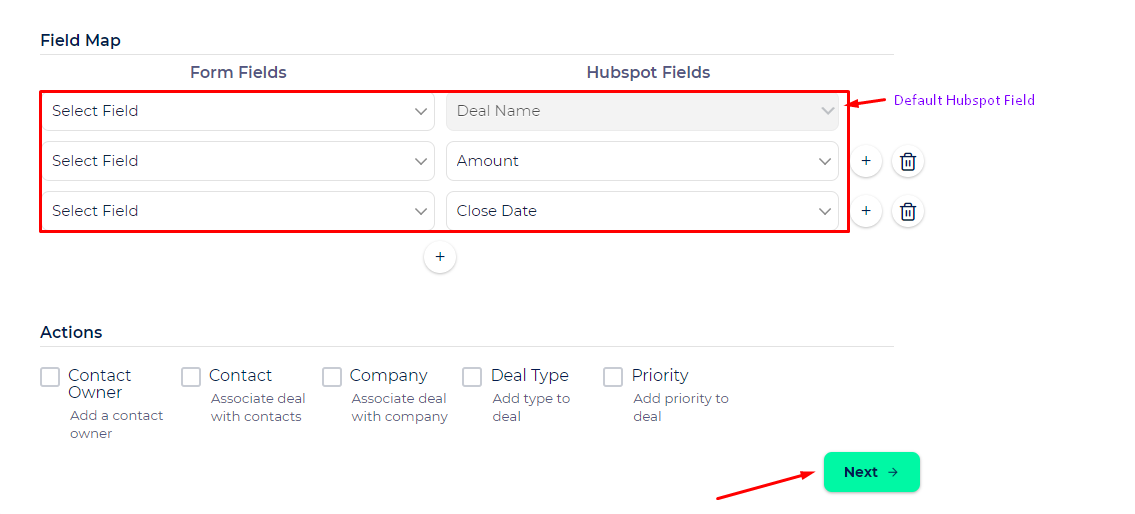 Field Map
Form Fields Hubspot Fields
Select Field Deal Name Default Hubspot Field
Select Field Amount +
Select Field Close Date +
+
Actions
Contact Owner Contact Company Deal Type Priority
Add a contact owner Associate deal with contacts Associate deal with company Add type to deal Add priority to deal
Next →